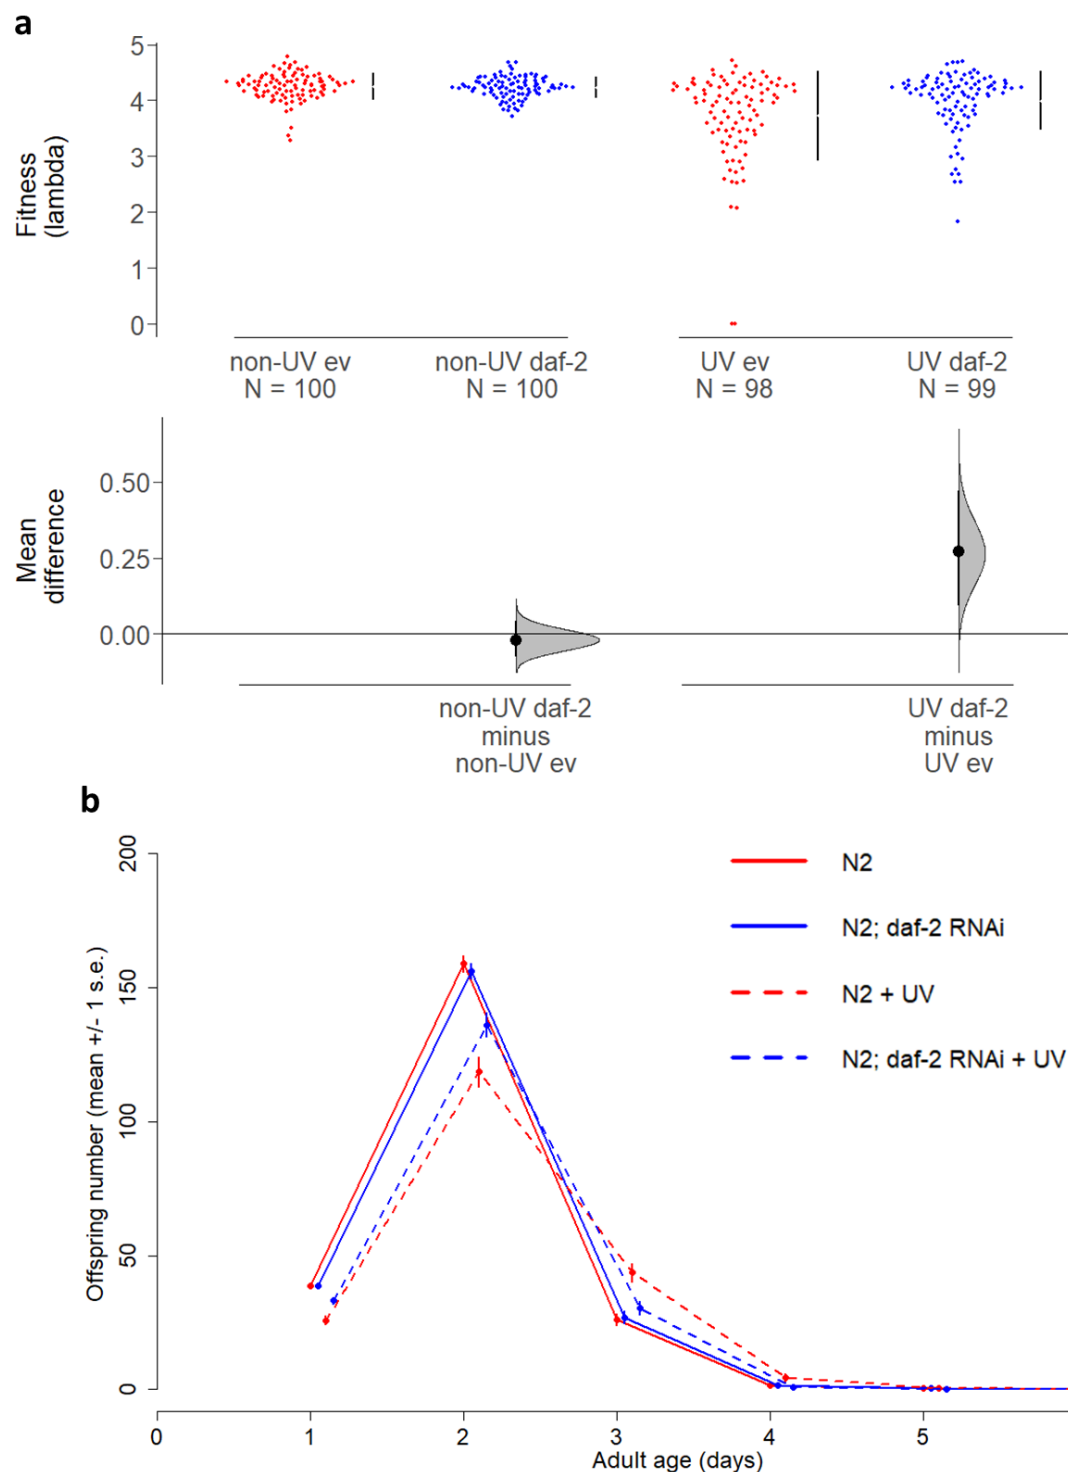 a
Fitness
(lambda)
5
4
3
2
1
0
non-UV ev
N = 100
non-UV daf-2
N = 100
UV ev
N = 98
UV daf-2
N = 99
Mean
difference
0.50
0.25
0.00
non-UV daf-2
minus
non-UV ev
UV daf-2
minus
UV ev
b
Offspring number (mean +/- 1 s.e.)
200
150
100
50
0
N2
N2; daf-2 RNAi
N2 + UV
N2; daf-2 RNAi + UV
0 1 2 3 4 5
Adult age (days)